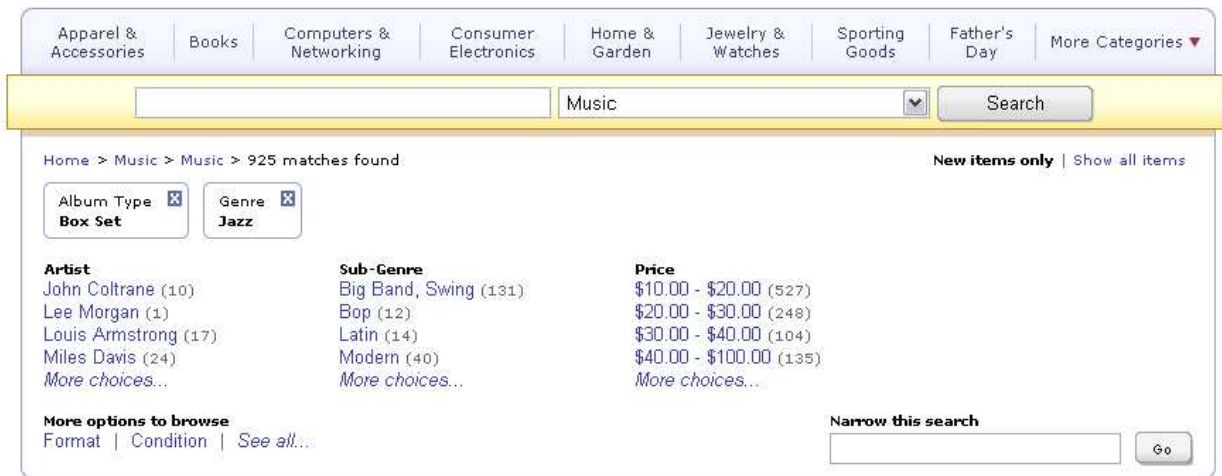 Apparel & Accessories | Books | Computers & Networking | Consumer Electronics | Home & Garden | Jewelry & Watches | Sporting Goods | Father's Day | More Categories ▼
Music Search
Home > Music > Music > 925 matches found New items only | Show all items
Album Type Genre
Box Set Jazz
Artist Sub-Genre Price
John Coltrane (10) Big Band, Swing (131) $10.00 - $20.00 (527)
Lee Morgan (1) Bop (12) $20.00 - $30.00 (248)
Louis Armstrong (17) Latin (14) $30.00 - $40.00 (104)
Miles Davis (24) Modern (40) $40.00 - $100.00 (135)
More choices... More choices... More choices...
More options to browse Narrow this search
Format | Condition | See all... Go